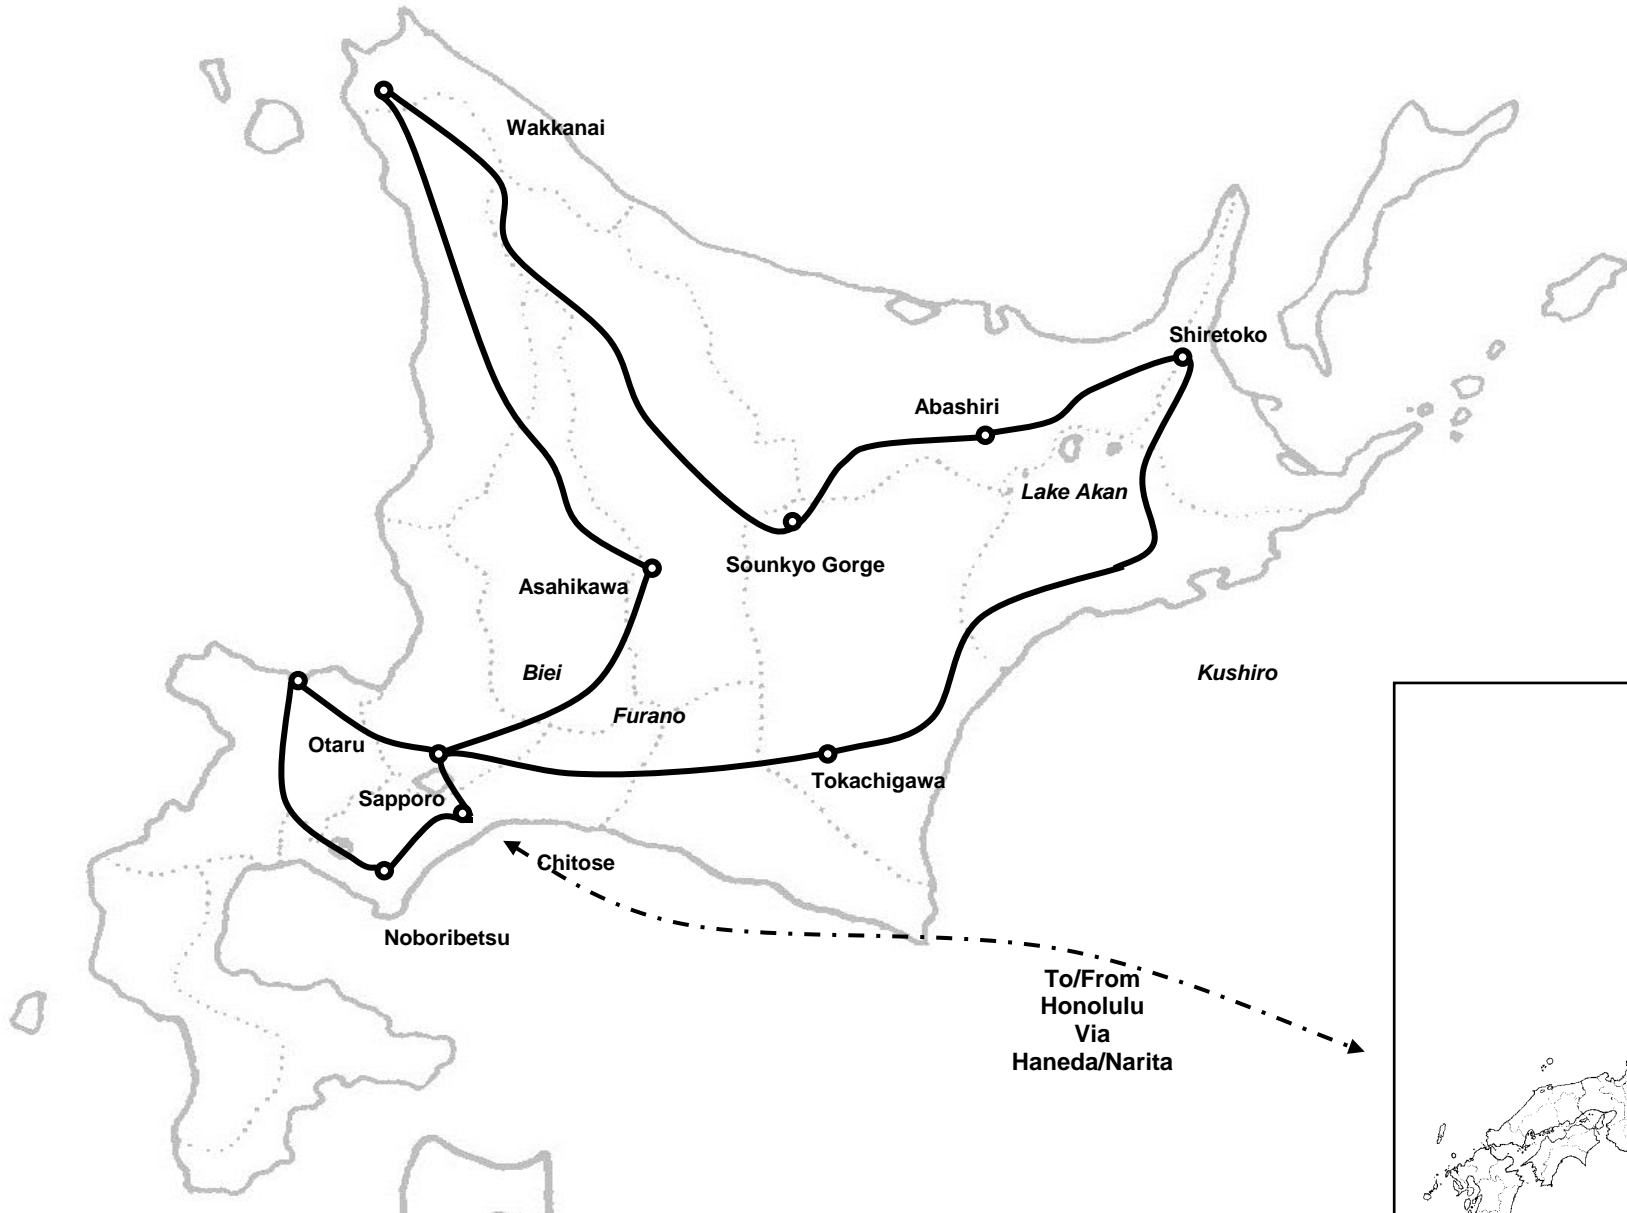 Wakkanai
Shiretoko
Abashiri
Lake Akan
Sounkyo Gorge
Asahikawa
Biei
Kushiro
Furano
Otaru
Tokachigawa
Sapporo
Chitose
Noboribetsu
To/From
Honolulu
Via
Haneda/Narita